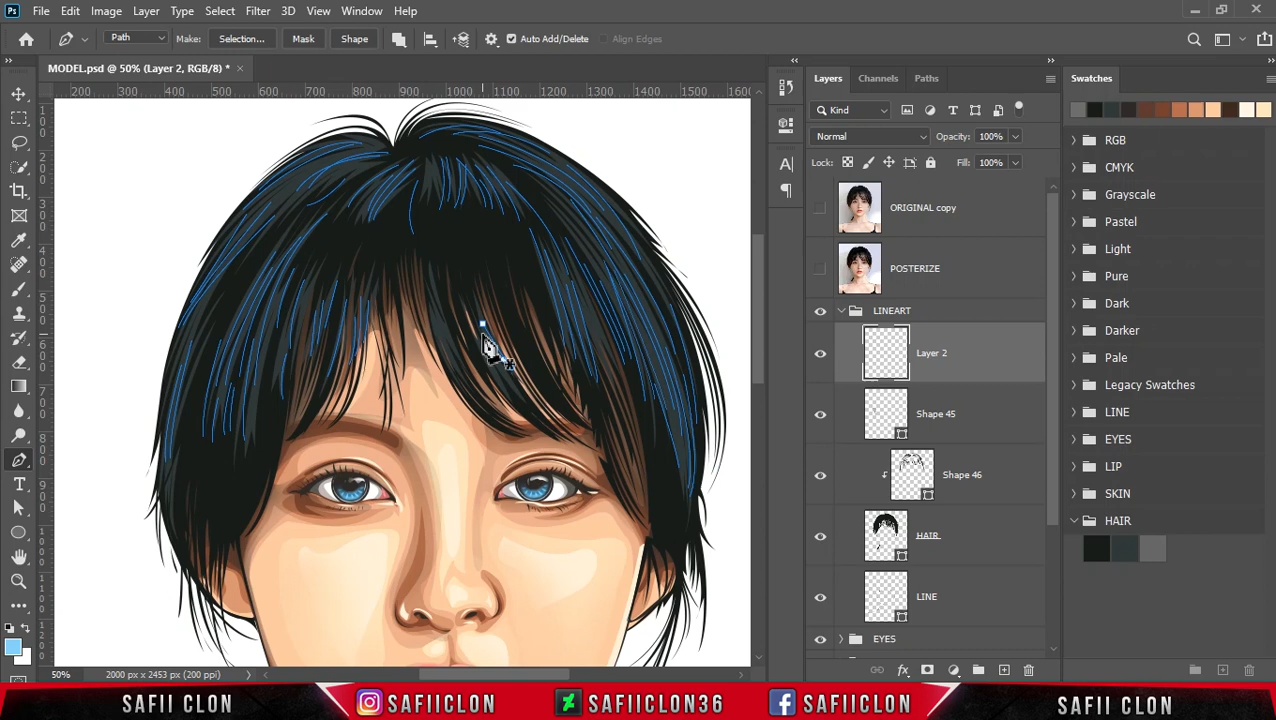 Ps File Edit Image Layer Type Select Filter 3D View Window Help
Path Make: Selection... Mask Shape Auto Add/Delete Align Edges
MODEL.psd @ 50% (Layer 2, RGB/8) *
200 300 400 500 600 700 800 900 1000 1100 1200 1300 1400 1500 1600
50% 2000 px x 2453 px (200 ppi)
Layers Channels Paths
Kind
Normal Opacity: 100%
Lock: Fill: 100%
ORIGINAL copy
POSTERIZE
LINEART
Layer 2
Shape 45
Shape 46
HAIR
LINE
EYES
Swatches
RGB
CMYK
Grayscale
Pastel
Light
Pure
Dark
Darker
Pale
Legacy Swatches
LINE
EYES
LIP
SKIN
HAIR
SAFII CLON SAFIICLON SAFIICLON36 SAFIICLON SAFII CLON